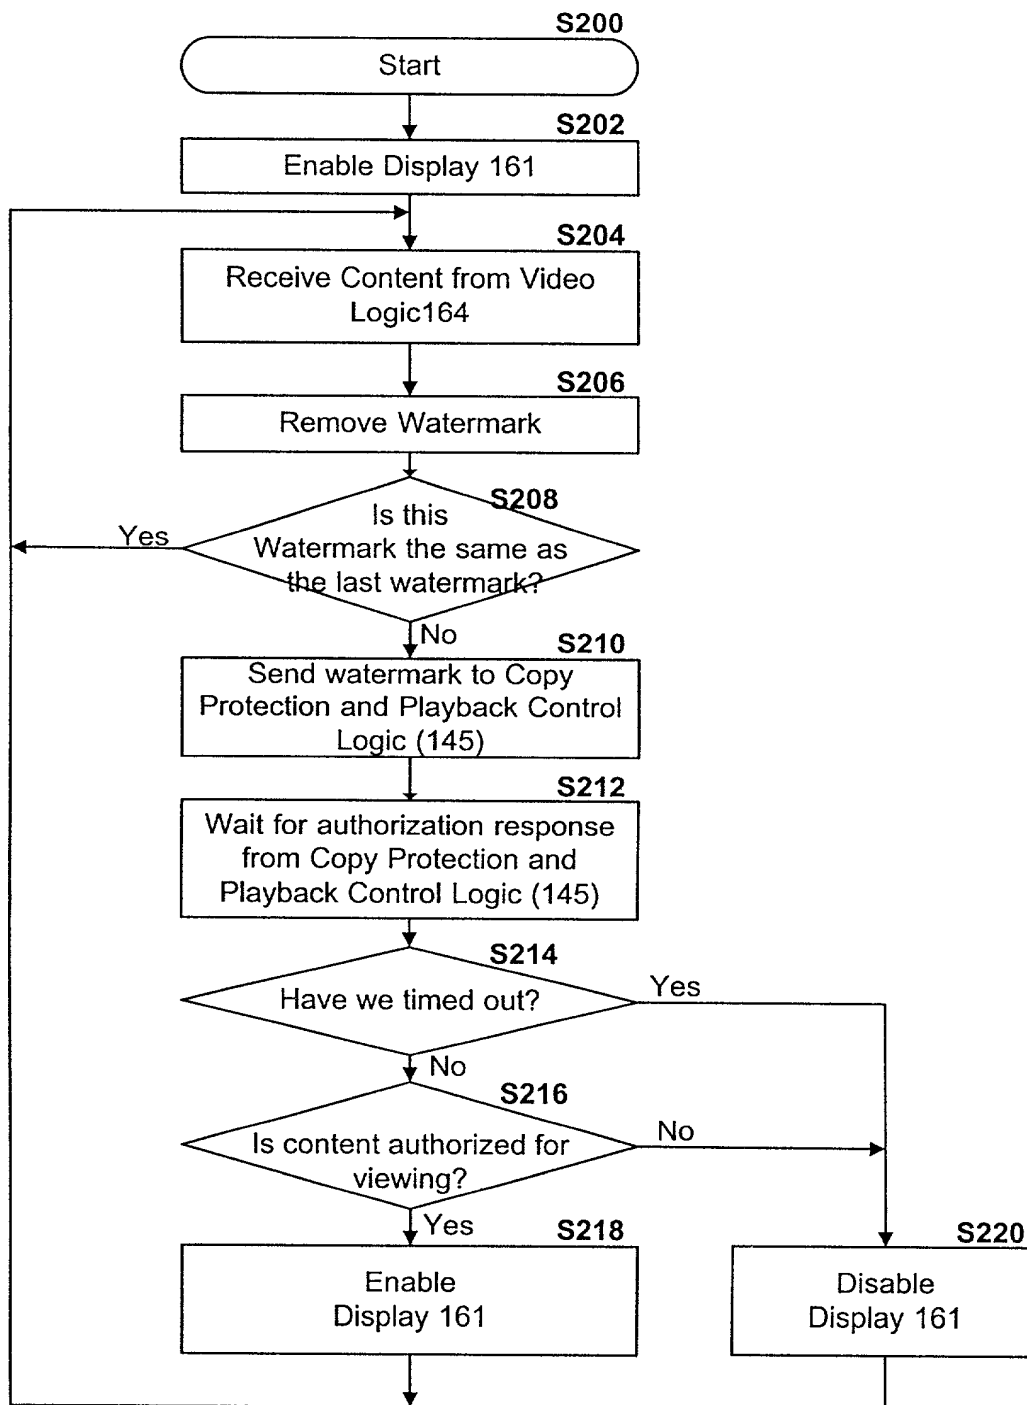 S200
Start
S202
Enable Display 161
S204
Receive Content from Video
Logic164
S206
Remove Watermark
S208
Is this
Watermark the same as
the last watermark?
Yes
No
S210
Send watermark to Copy
Protection and Playback Control
Logic (145)
S212
Wait for authorization response
from Copy Protection and
Playback Control Logic (145)
S214
Have we timed out?
Yes
No
S216
Is content authorized for
viewing?
No
Yes
S218
Enable
Display 161
S220
Disable
Display 161